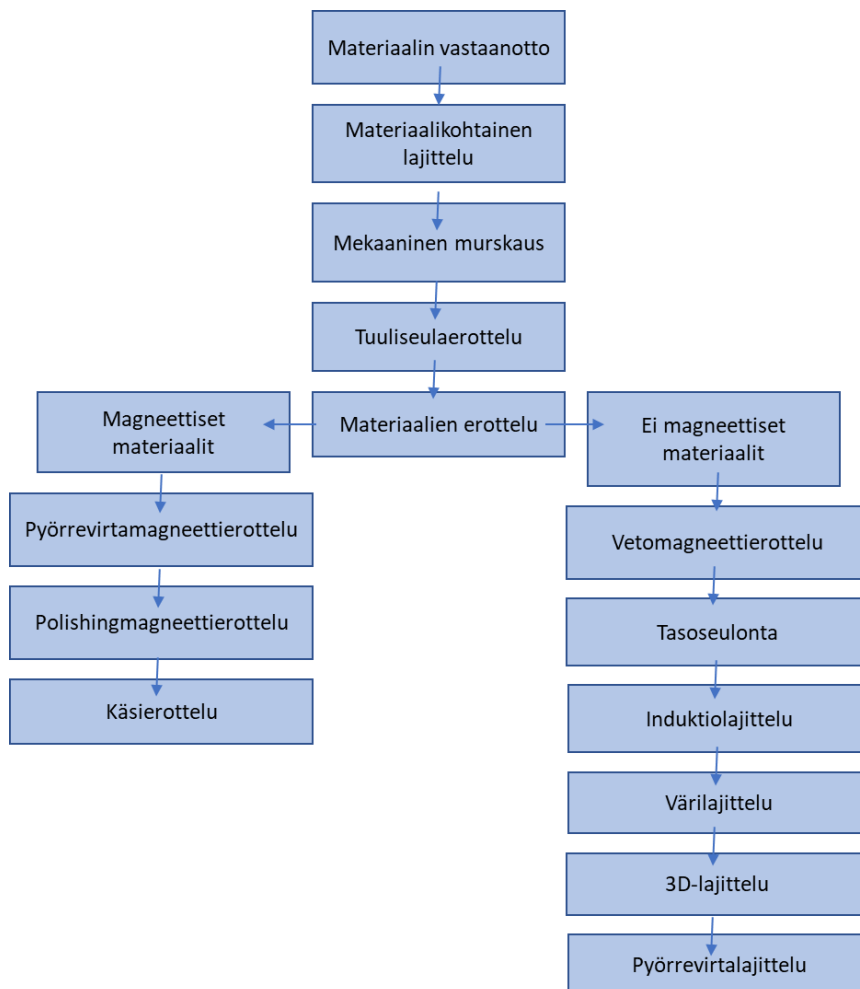 Materiaalin vastaanotto
Materiaalikohtainen
lajittelu
Mekaaninen murskaus
Tuuliseulaerottelu
Materiaalien erottelu
Magneettiset
materiaalit
Pyörrevirtamagneettierottelu
Polishingmagneettierottelu
Käsierottelu
Ei magneettiset
materiaalit
Vetomagneettierottelu
Tasoseulonta
Induktiolajittelu
Värilajittelu
3D-lajittelu
Pyörrevirtalajittelu